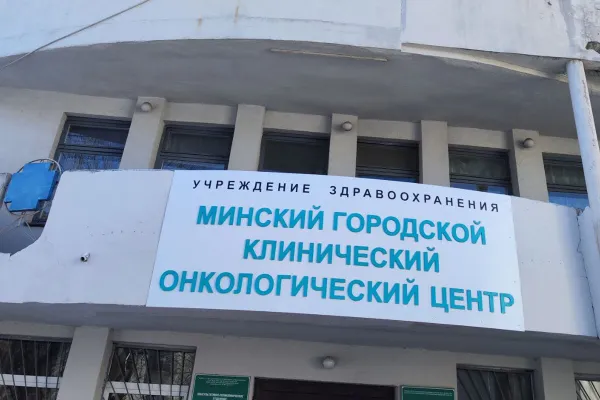 УЧРЕЖДЕНИЕ ЗДРАВООХРАНЕНИЯ
МИНСКИЙ ГОРОДСКОЙ
КЛИНИЧЕСКИЙ
ОНКОЛОГИЧЕСКИЙ ЦЕНТР